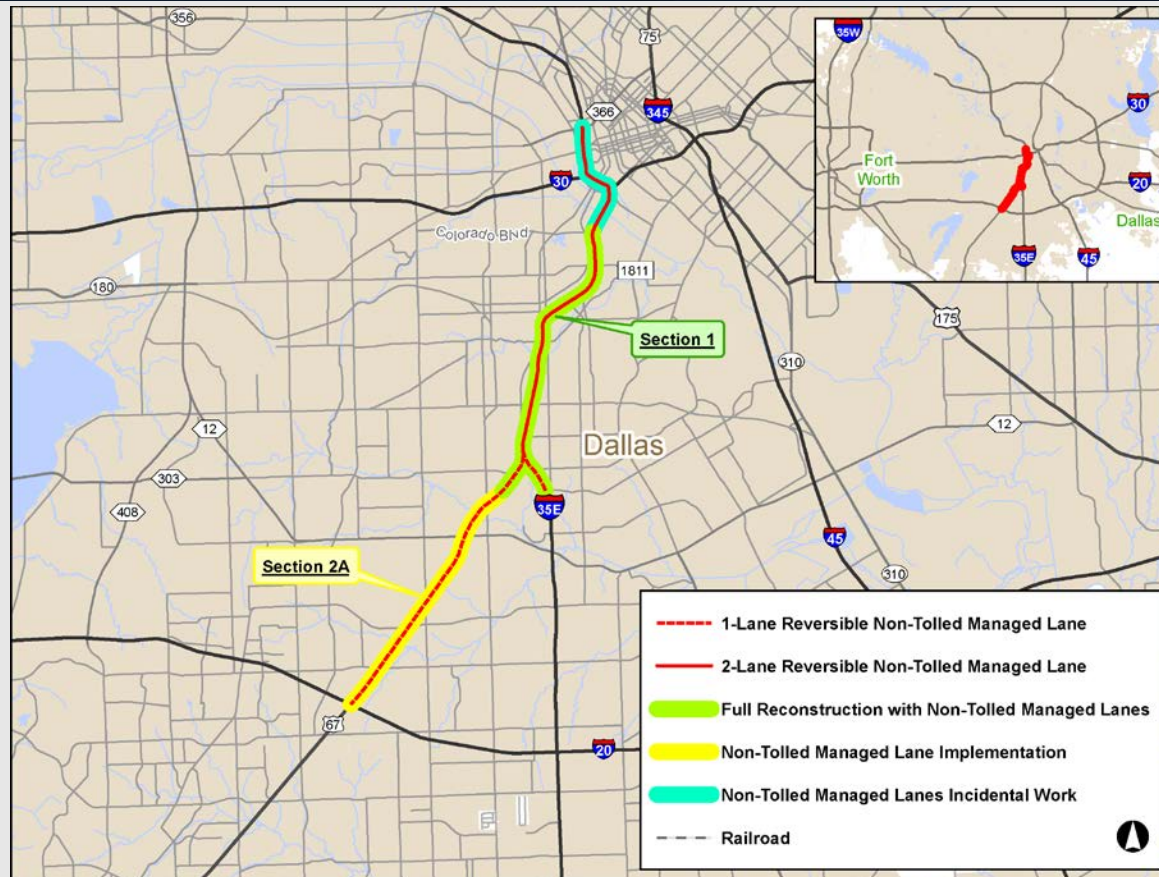 356
75
366
345
30
Colorado Blvd
1811
180
Section 1
175
310
12
12
Dallas
303
408
35E
45
310
Section 2A
67
20
35W
30
Fort
Worth
20
Dallas
35E
45
1-Lane Reversible Non-Tolled Managed Lane
2-Lane Reversible Non-Tolled Managed Lane
Full Reconstruction with Non-Tolled Managed Lanes
Non-Tolled Managed Lane Implementation
Non-Tolled Managed Lanes Incidental Work
Railroad